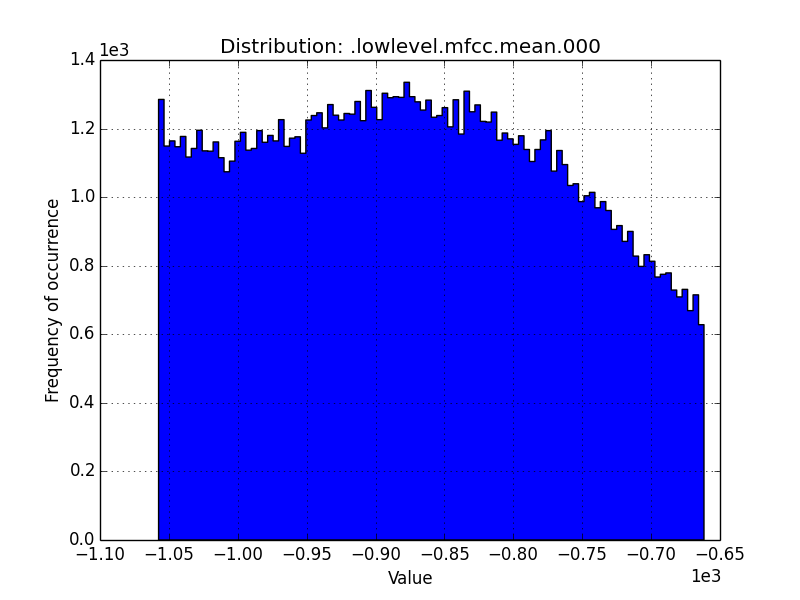 Distribution: .lowlevel.mfcc.mean.000
1e3
1.4
1.2
1.0
0.8
0.6
0.4
0.2
0.0
Frequency of occurrence
−1.10 −1.05 −1.00 −0.95 −0.90 −0.85 −0.80 −0.75 −0.70 −0.65
Value
1e3